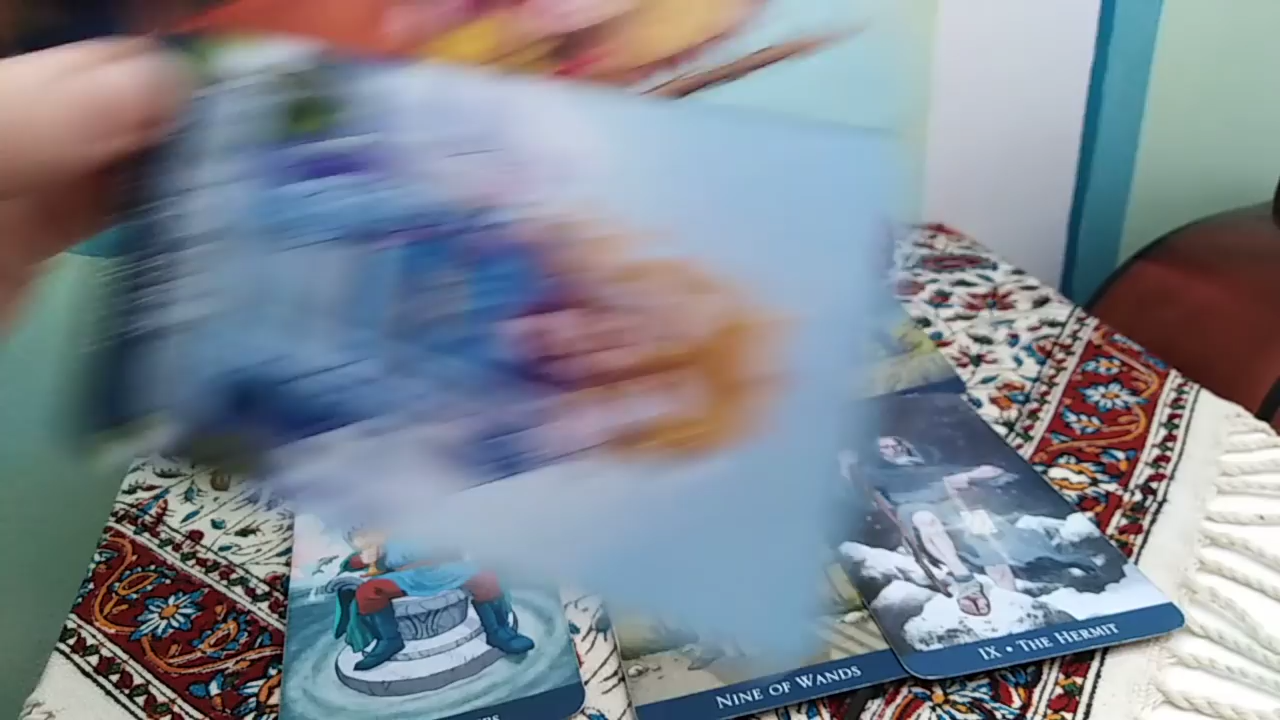 IX • THE HERMIT
NINE OF WANDS